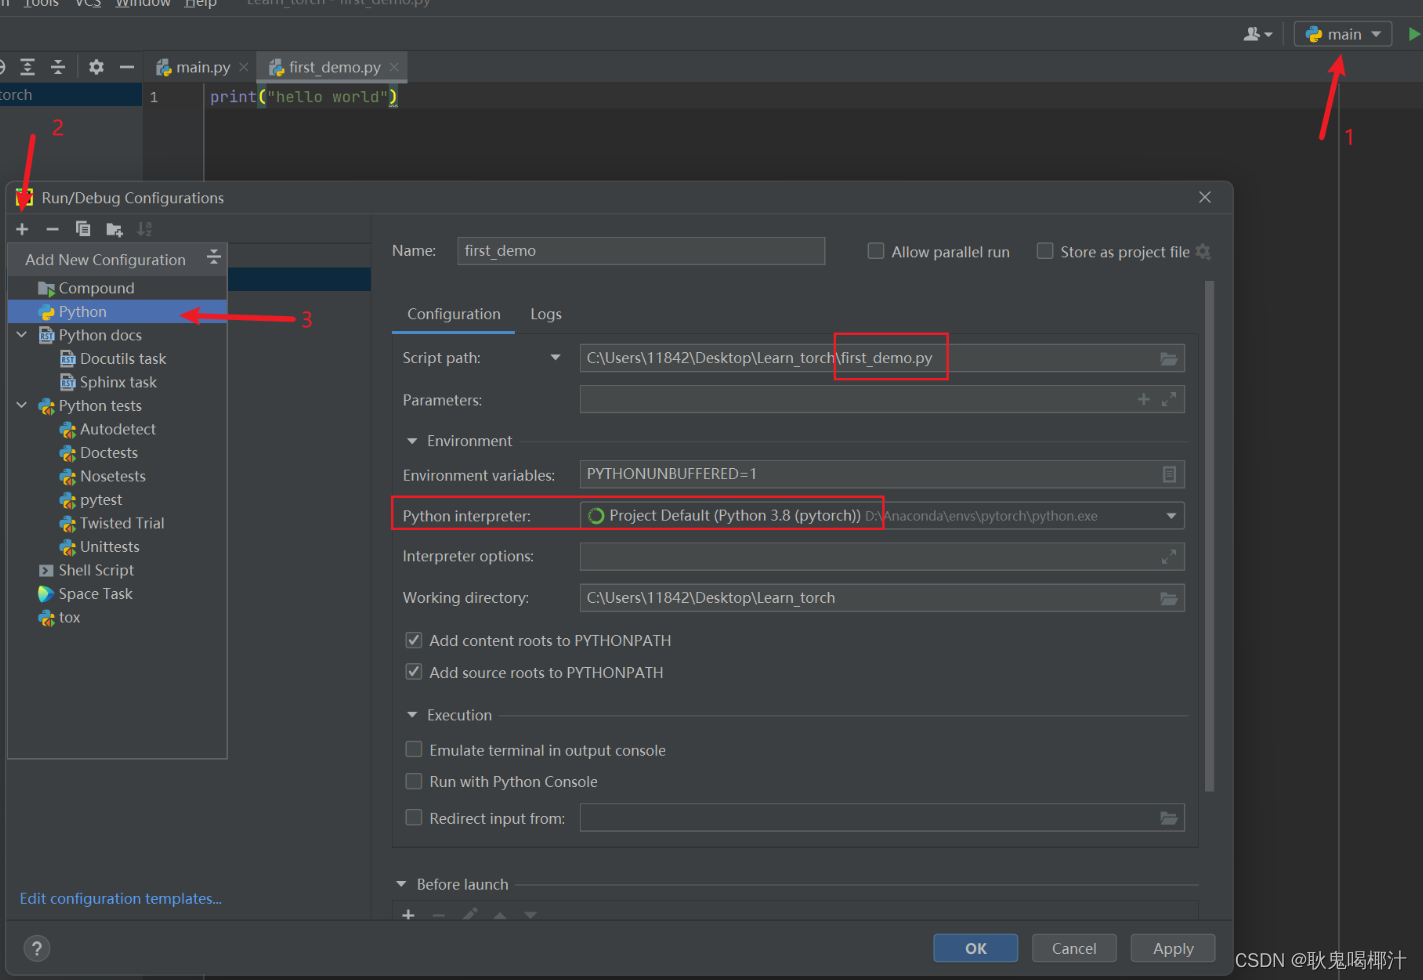 Tools VCS Window Help Learn_torch - first_demo.py
main
main.py first_demo.py
torch
1 print("hello world")
2
1
Run/Debug Configurations
Add New Configuration
Compound
Python
3
Python docs
Docutils task
Sphinx task
Python tests
Autodetect
Doctests
Nosetests
pytest
Twisted Trial
Unittests
Shell Script
Space Task
tox
Edit configuration templates...
Name: first_demo Allow parallel run Store as project file
Configuration Logs
Script path: C:\Users\11842\Desktop\Learn_torch\first_demo.py
Parameters:
Environment
Environment variables: PYTHONUNBUFFERED=1
Python interpreter: Project Default (Python 3.8 (pytorch)) D:\Anaconda\envs\pytorch\python.exe
Interpreter options:
Working directory: C:\Users\11842\Desktop\Learn_torch
Add content roots to PYTHONPATH
Add source roots to PYTHONPATH
Execution
Emulate terminal in output console
Run with Python Console
Redirect input from:
Before launch
? OK Cancel Apply
CSDN @耿鬼喝椰汁